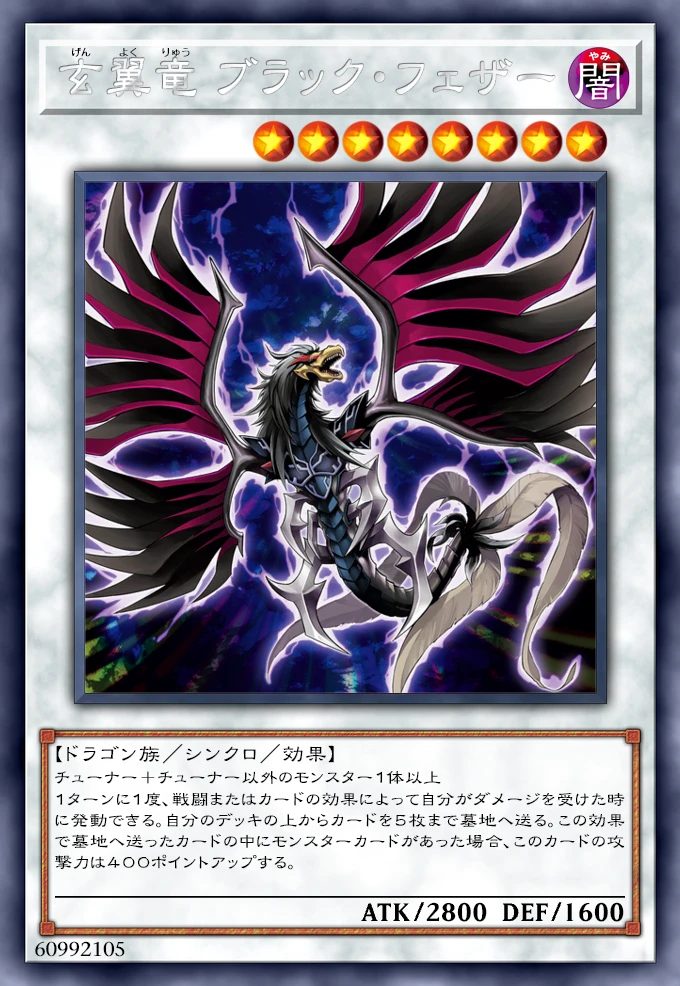 げん よく りゅう
玄翼竜 ブラック・フェザー
やみ
闇
【ドラゴン族／シンクロ／効果】
チューナー＋チューナー以外のモンスター１体以上
１ターンに１度、戦闘またはカードの効果によって自分がダメージを受けた時
に発動できる。自分のデッキの上からカードを５枚まで墓地へ送る。この効果
で墓地へ送ったカードの中にモンスターカードがあった場合、このカードの攻
撃力は４００ポイントアップする。
ATK/2800 DEF/1600
60992105